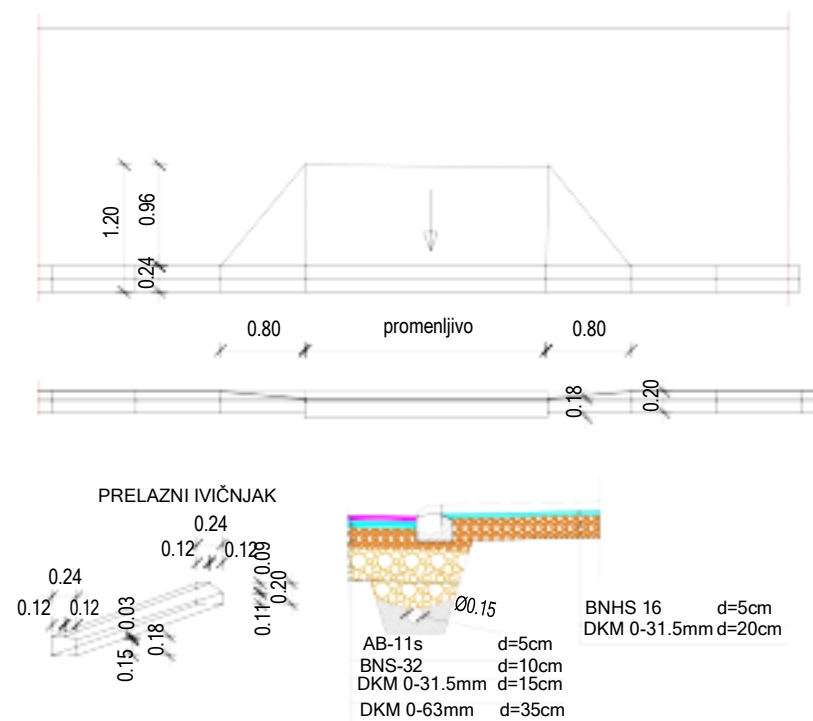 1.20
0.96
0.24
0.80 promenljivo 0.80
0.18
0.20
PRELAZNI IVIČNJAK
0.24
0.12 0.12
0.09
0.20
0.11
0.24
0.12 0.12
0.03
0.18
0.15
Ø0.15
BNHS 16 d=5cm
DKM 0-31.5mm d=20cm
AB-11s d=5cm
BNS-32 d=10cm
DKM 0-31.5mm d=15cm
DKM 0-63mm d=35cm